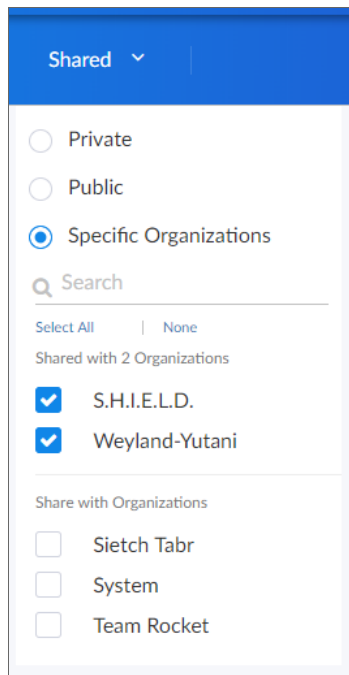 Shared
Private
Public
Specific Organizations
Search
Select All | None
Shared with 2 Organizations
S.H.I.E.L.D.
Weyland-Yutani
Share with Organizations
Sietch Tabr
System
Team Rocket